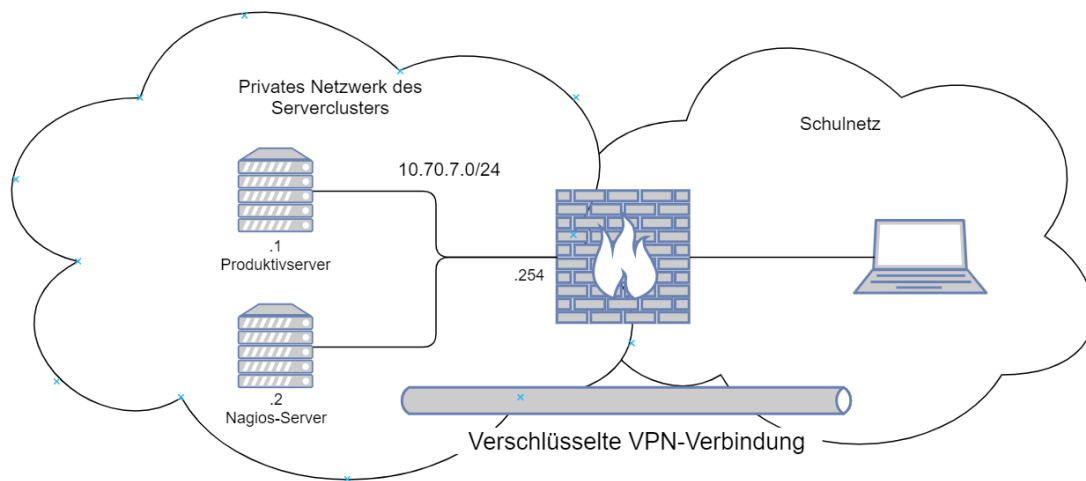 Privates Netzwerk des
Serverclusters
Schulnetz
10.70.7.0/24
.1
Produktivserver
.254
.2
Nagios-Server
Verschlüsselte VPN-Verbindung